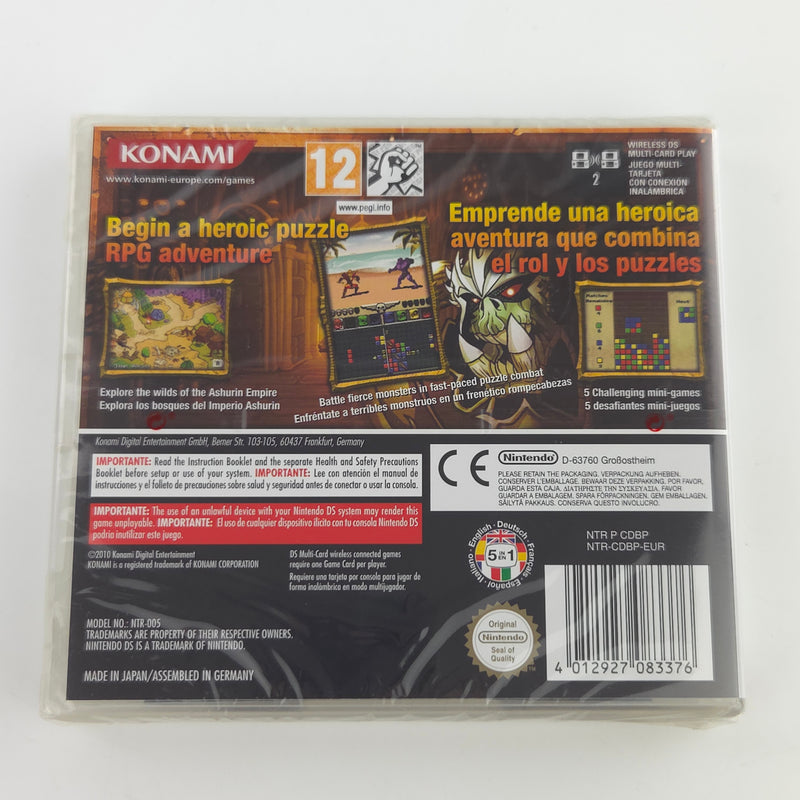 KONAMI
www.konami-europe.com/games
12
™
www.pegi.info
2
WIRELESS DS
MULTI-CARD PLAY
JUEGO MULTI-
TARJETA
CON CONEXIÓN
INALÁMBRICA
Begin a heroic puzzle
RPG adventure
Emprende una heroica
aventura que combina
el rol y los puzzles
Matches
Remaining
Next
Explore the wilds of the Ashurin Empire
Explora los bosques del Imperio Ashurin
Battle fierce monsters in fast-paced puzzle combat
Enfréntate a terribles monstruos en un frenético rompecabezas
5 Challenging mini-games
5 desafiantes mini-juegos
Konami Digital Entertainment GmbH, Berner Str. 103-105, 60437 Frankfurt, Germany
IMPORTANTE: Read the Instruction Booklet and the separate Health and Safety Precautions
Booklet before setup or use of your system. IMPORTANTE: Lee con atención el manual de
instrucciones y el folleto de precauciones sobre salud y seguridad antes de conectar o usar la consola.
IMPORTANTE: The use of an unlawful device with your Nintendo DS system may render this
game unplayable. IMPORTANTE: El uso de cualquier dispositivo ilícito con tu consola Nintendo DS
podría inutilizar este juego.
CE
Nintendo
D-63760 Großostheim
PLEASE RETAIN THE PACKAGING. VERPACKUNG AUFHEBEN.
CONSERVER L'EMBALLAGE. BEWAAR DEZE VERPAKKING. POR FAVOR,
GUARDA ESTA CAJA. ΔΙΑΤΗΡΗΣΤΕ ΤΗ ΣΥΣΚΕΥΑΣΙΑ. FAVOR
GUARDAR A EMBALAGEM. SPARA FÖRPACKNINGEN. GEM EMBALLAGEN.
SÄILYTÄ PAKKAUS. CONSERVA QUESTO INVOLUCRO.
©2010 Konami Digital Entertainment
KONAMI is a registered trademark of KONAMI CORPORATION
DS Multi-Card wireless connected games
require one Game Card per player.
Requiere una tarjeta por consola para jugar de
forma inalámbrica en modo multijugador.
English - Deutsch - Français
Italiano - Español
5 IN EN 1
NTR P CDBP
NTR-CDBP-EUR
MODEL NO.: NTR-005
TRADEMARKS ARE PROPERTY OF THEIR RESPECTIVE OWNERS.
NINTENDO DS IS A TRADEMARK OF NINTENDO.
MADE IN JAPAN/ASSEMBLED IN GERMANY
Original
Nintendo
Seal of
Quality
™
4 012927 083376